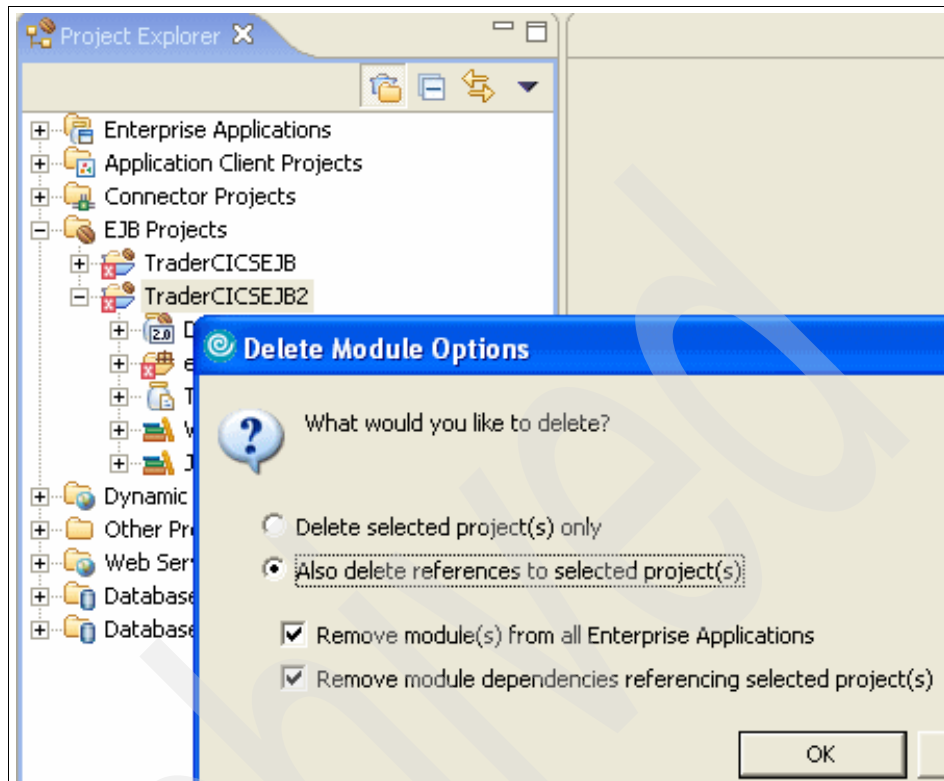 Project Explorer
Enterprise Applications
Application Client Projects
Connector Projects
EJB Projects
TraderCICSEJB
TraderCICSEJB2
2.0
Dynamic
Other
Web
Database
Database
Delete Module Options
What would you like to delete?
Delete selected project(s) only
Also delete references to selected project(s)
Remove module(s) from all Enterprise Applications
Remove module dependencies referencing selected project(s)
OK